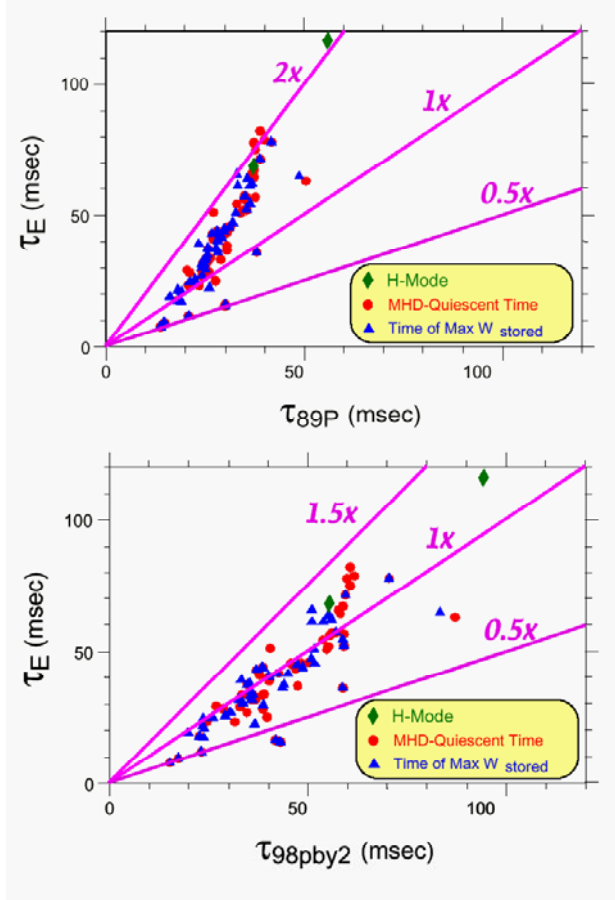 2x
1x
0.5x
100
50
0
τE (msec)
H-Mode
MHD-Quiescent Time
Time of Max W stored
0
50
100
τ89P (msec)
1.5x
1x
0.5x
100
50
0
τE (msec)
H-Mode
MHD-Quiescent Time
Time of Max W stored
0
50
100
τ98pby2 (msec)